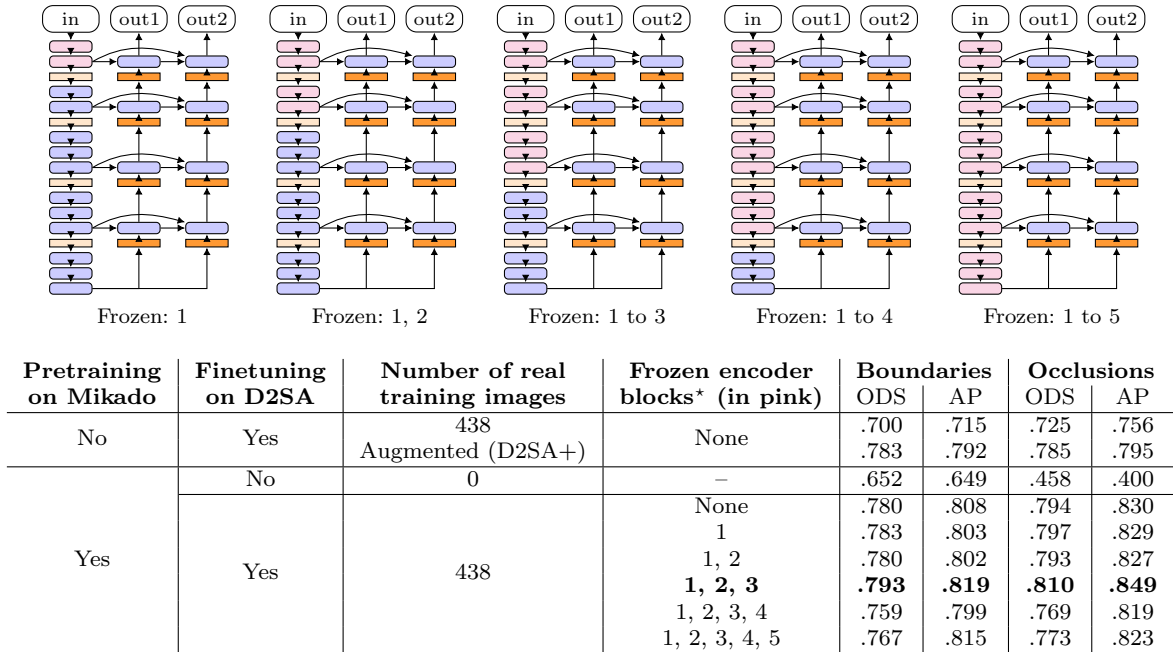 in out1 out2 in out1 out2 in out1 out2 in out1 out2 in out1 out2
Frozen: 1 Frozen: 1, 2 Frozen: 1 to 3 Frozen: 1 to 4 Frozen: 1 to 5
Pretraining Finetuning Number of real Frozen encoder Boundaries Occlusions
on Mikado on D2SA training images blocks* (in pink) ODS AP ODS AP
No Yes 438 None .700 .715 .725 .756
Augmented (D2SA+) .783 .792 .785 .795
No 0 – .652 .649 .458 .400
None .780 .808 .794 .830
1 .783 .803 .797 .829
Yes Yes 438 1, 2 .780 .802 .793 .827
1, 2, 3 .793 .819 .810 .849
1, 2, 3, 4 .759 .799 .769 .819
1, 2, 3, 4, 5 .767 .815 .773 .823